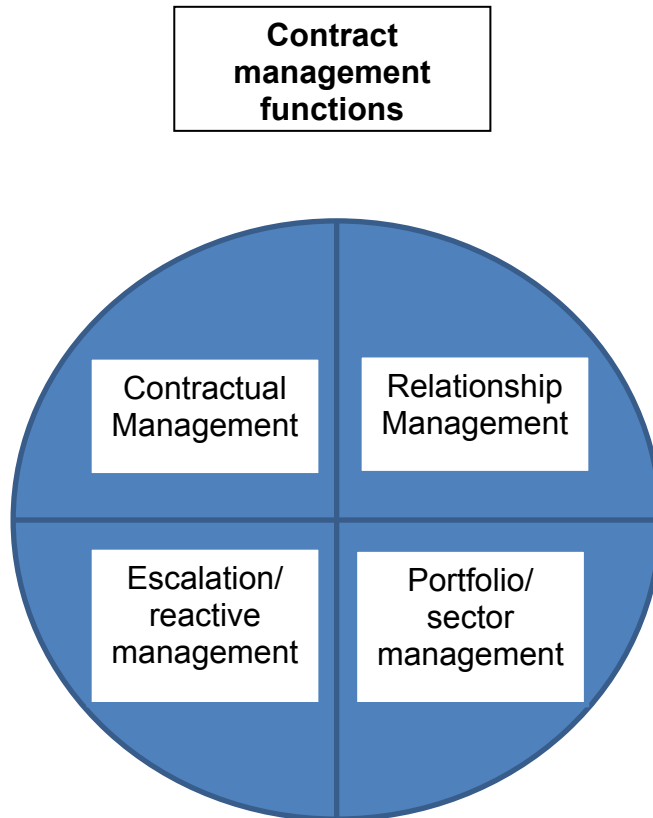 Contract
management
functions
Contractual
Management
Relationship
Management
Escalation/
reactive
management
Portfolio/
sector
management